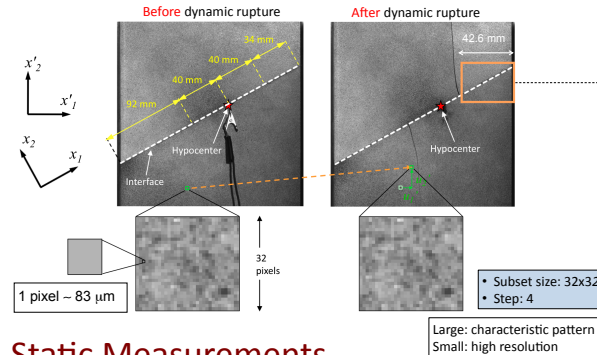 Before dynamic rupture
After dynamic rupture
x'2
x'1
x2
x1
92 mm
40 mm
40 mm
34 mm
42.6 mm
Hypocenter
Hypocenter
Interface
32
pixels
1 pixel ~ 83 μm
• Subset size: 32x32
• Step: 4
Large: characteristic pattern
Small: high resolution
Static Measurements